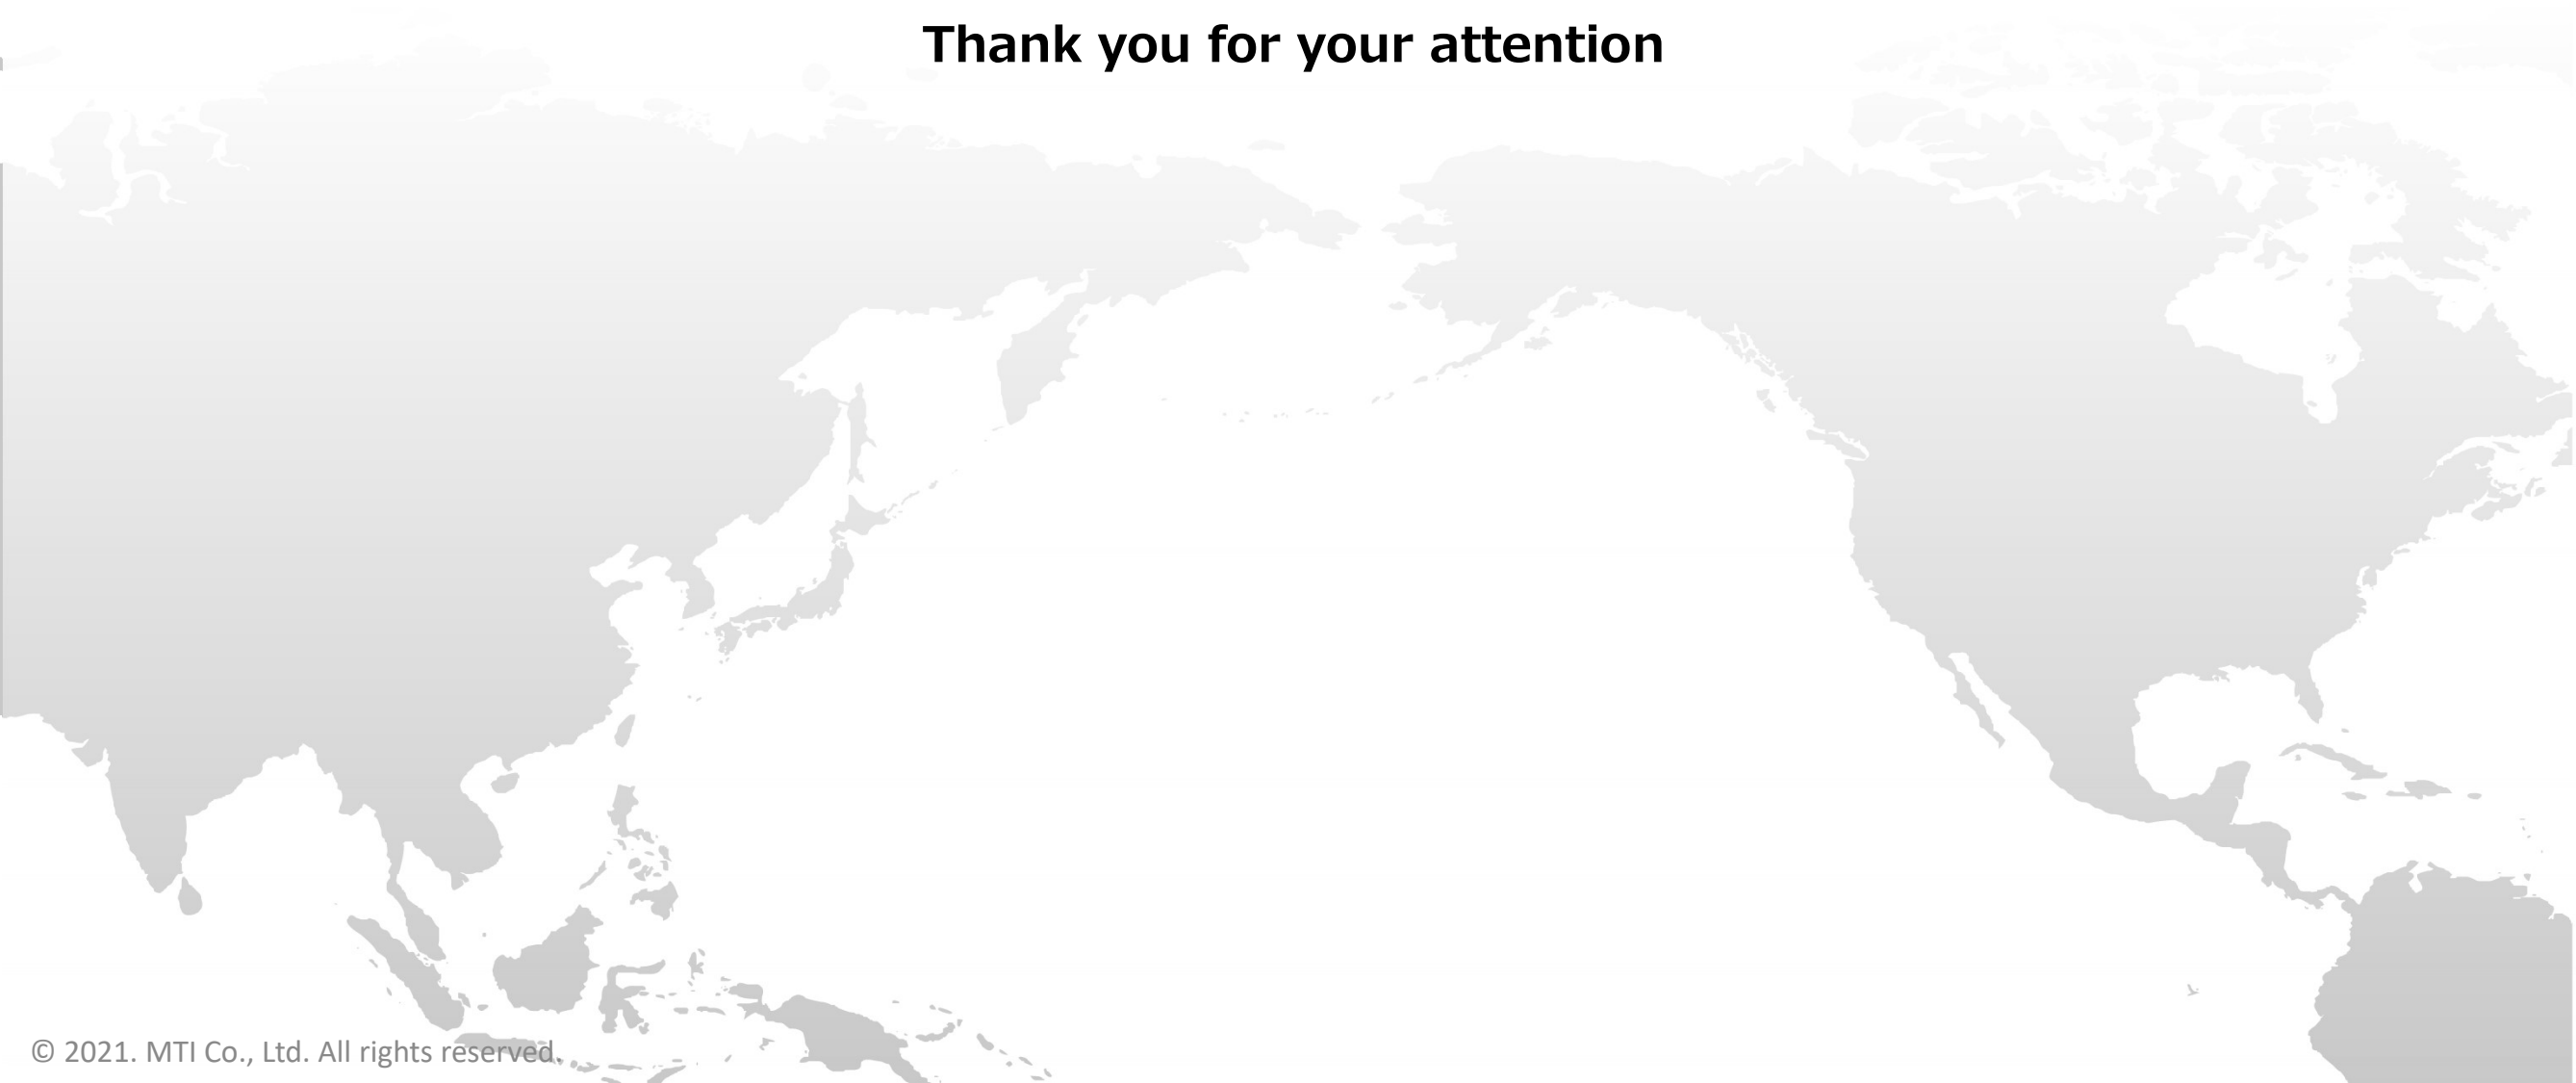 Thank you for your attention
© 2021. MTI Co., Ltd. All rights reserved.